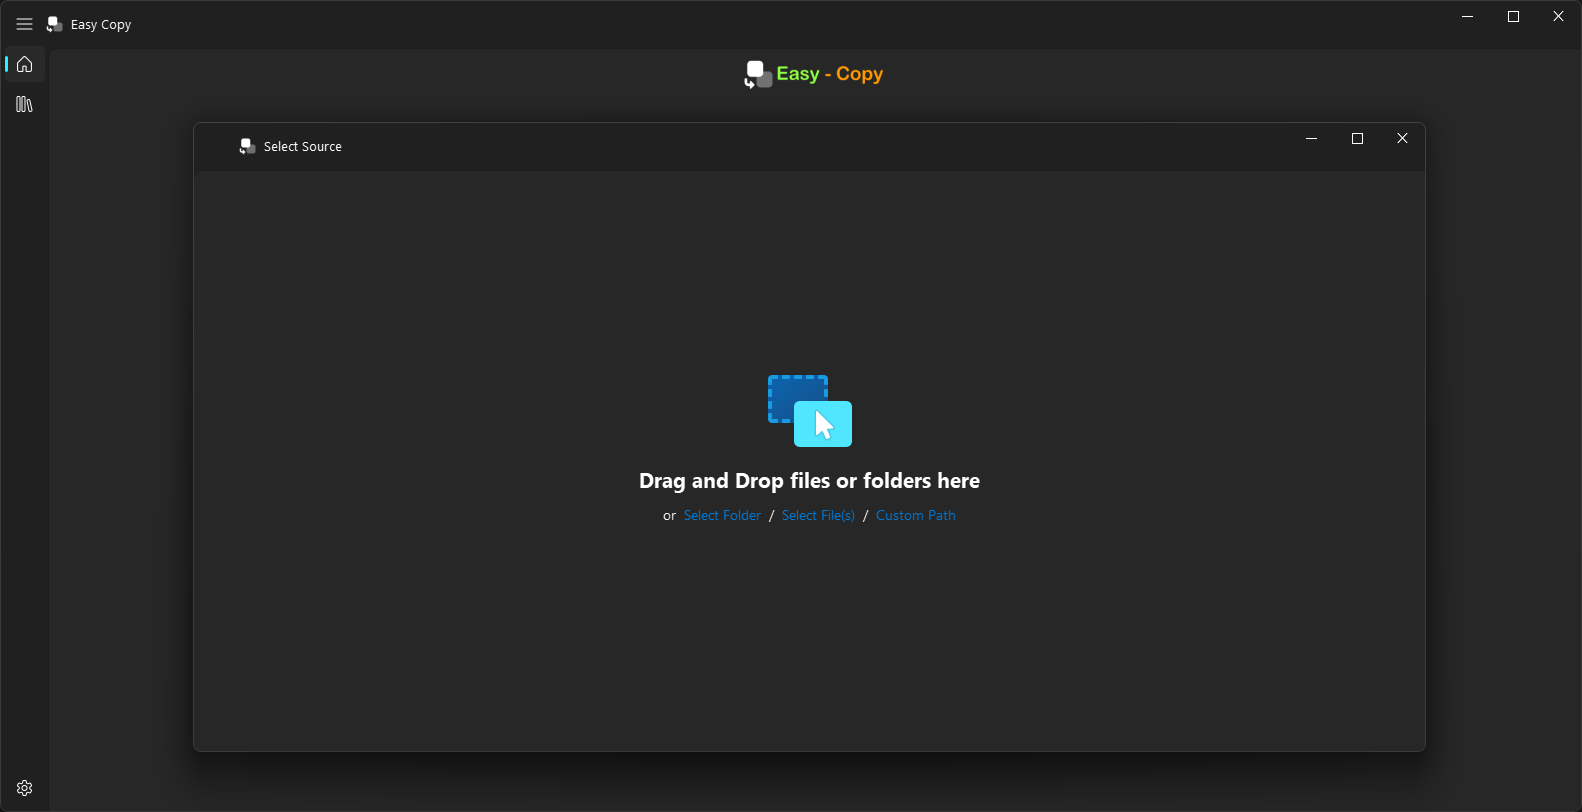 Easy Copy
Easy - Copy
Select Source
Drag and Drop files or folders here
or Select Folder / Select File(s) / Custom Path